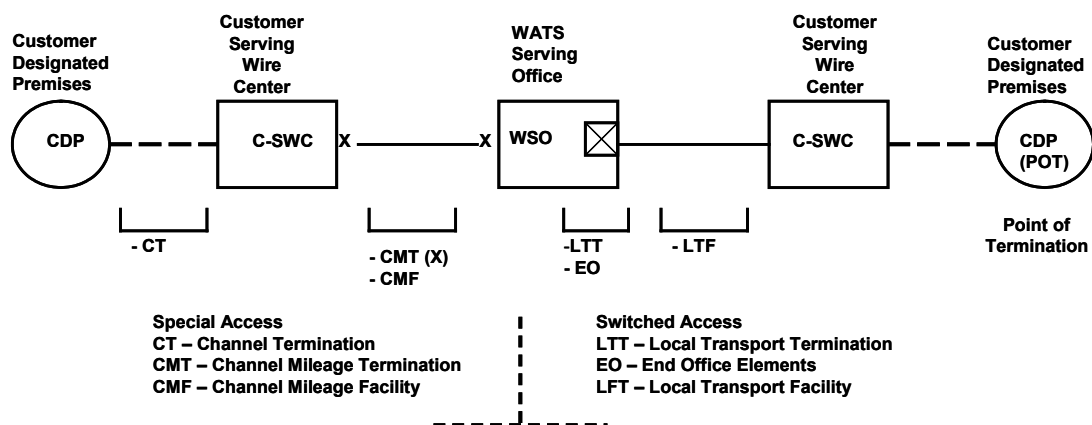 Customer
Designated
Premises
Customer
Serving
Wire
Center
WATS
Serving
Office
Customer
Serving
Wire
Center
Customer
Designated
Premises
CDP
C-SWC
X
X
WSO
C-SWC
CDP
(POT)
- CT
- CMT (X)
- CMF
-LTT
- EO
- LTF
Point of
Termination
Special Access
CT – Channel Termination
CMT – Channel Mileage Termination
CMF – Channel Mileage Facility
Switched Access
LTT – Local Transport Termination
EO – End Office Elements
LFT – Local Transport Facility